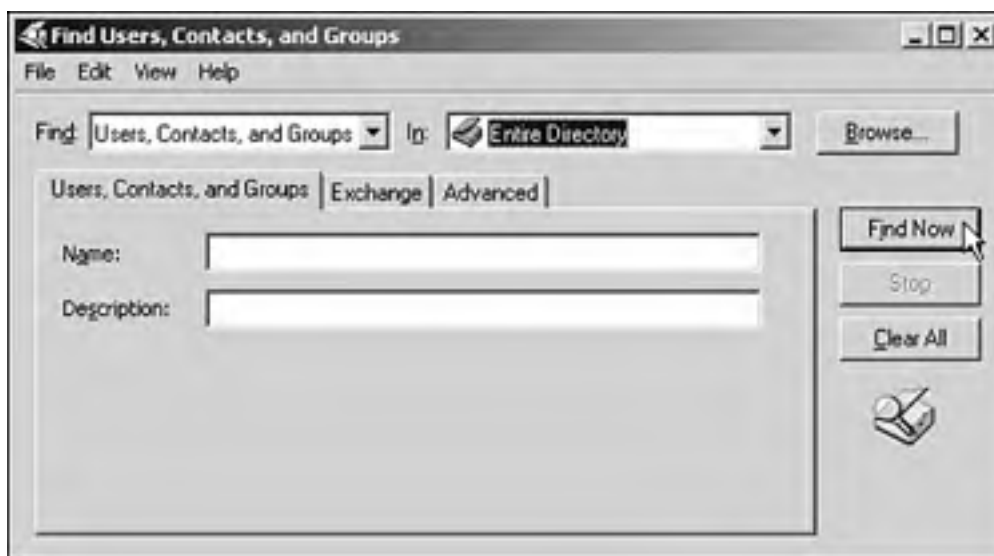 Find Users, Contacts, and Groups
File Edit View Help
Find: Users, Contacts, and Groups In: Entire Directory Browse...
Users, Contacts, and Groups Exchange Advanced
Name:
Description:
Find Now
Stop
Clear All